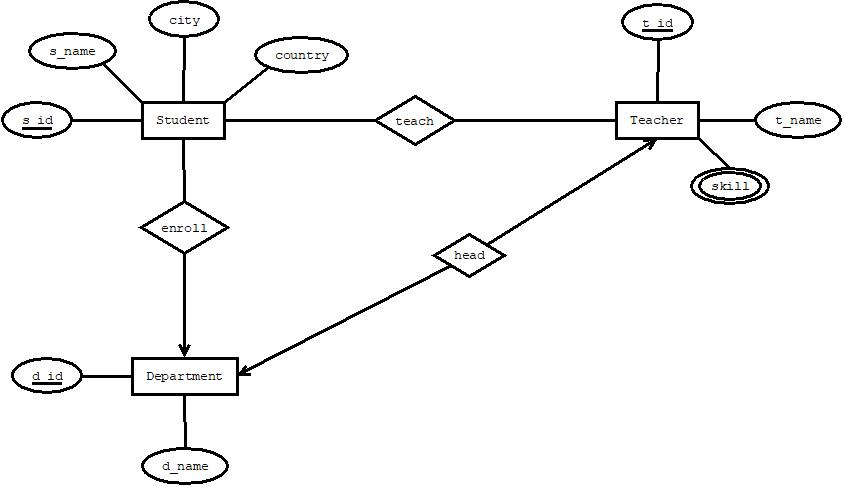 city
t_id
s_name
country
s_id
Student
teach
Teacher
t_name
skill
enroll
head
d_id
Department
d_name